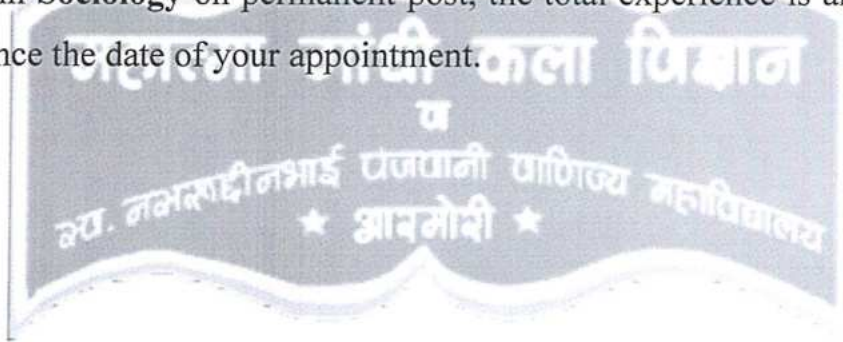 in Sociology on permanent post, the total experience is a
nce the date of your appointment.
महात्मा गांधी कला विज्ञान
व
स्व. नसरुद्दीनभाई पंजवानी वाणिज्य महाविद्यालय
★ आरमोरी ★